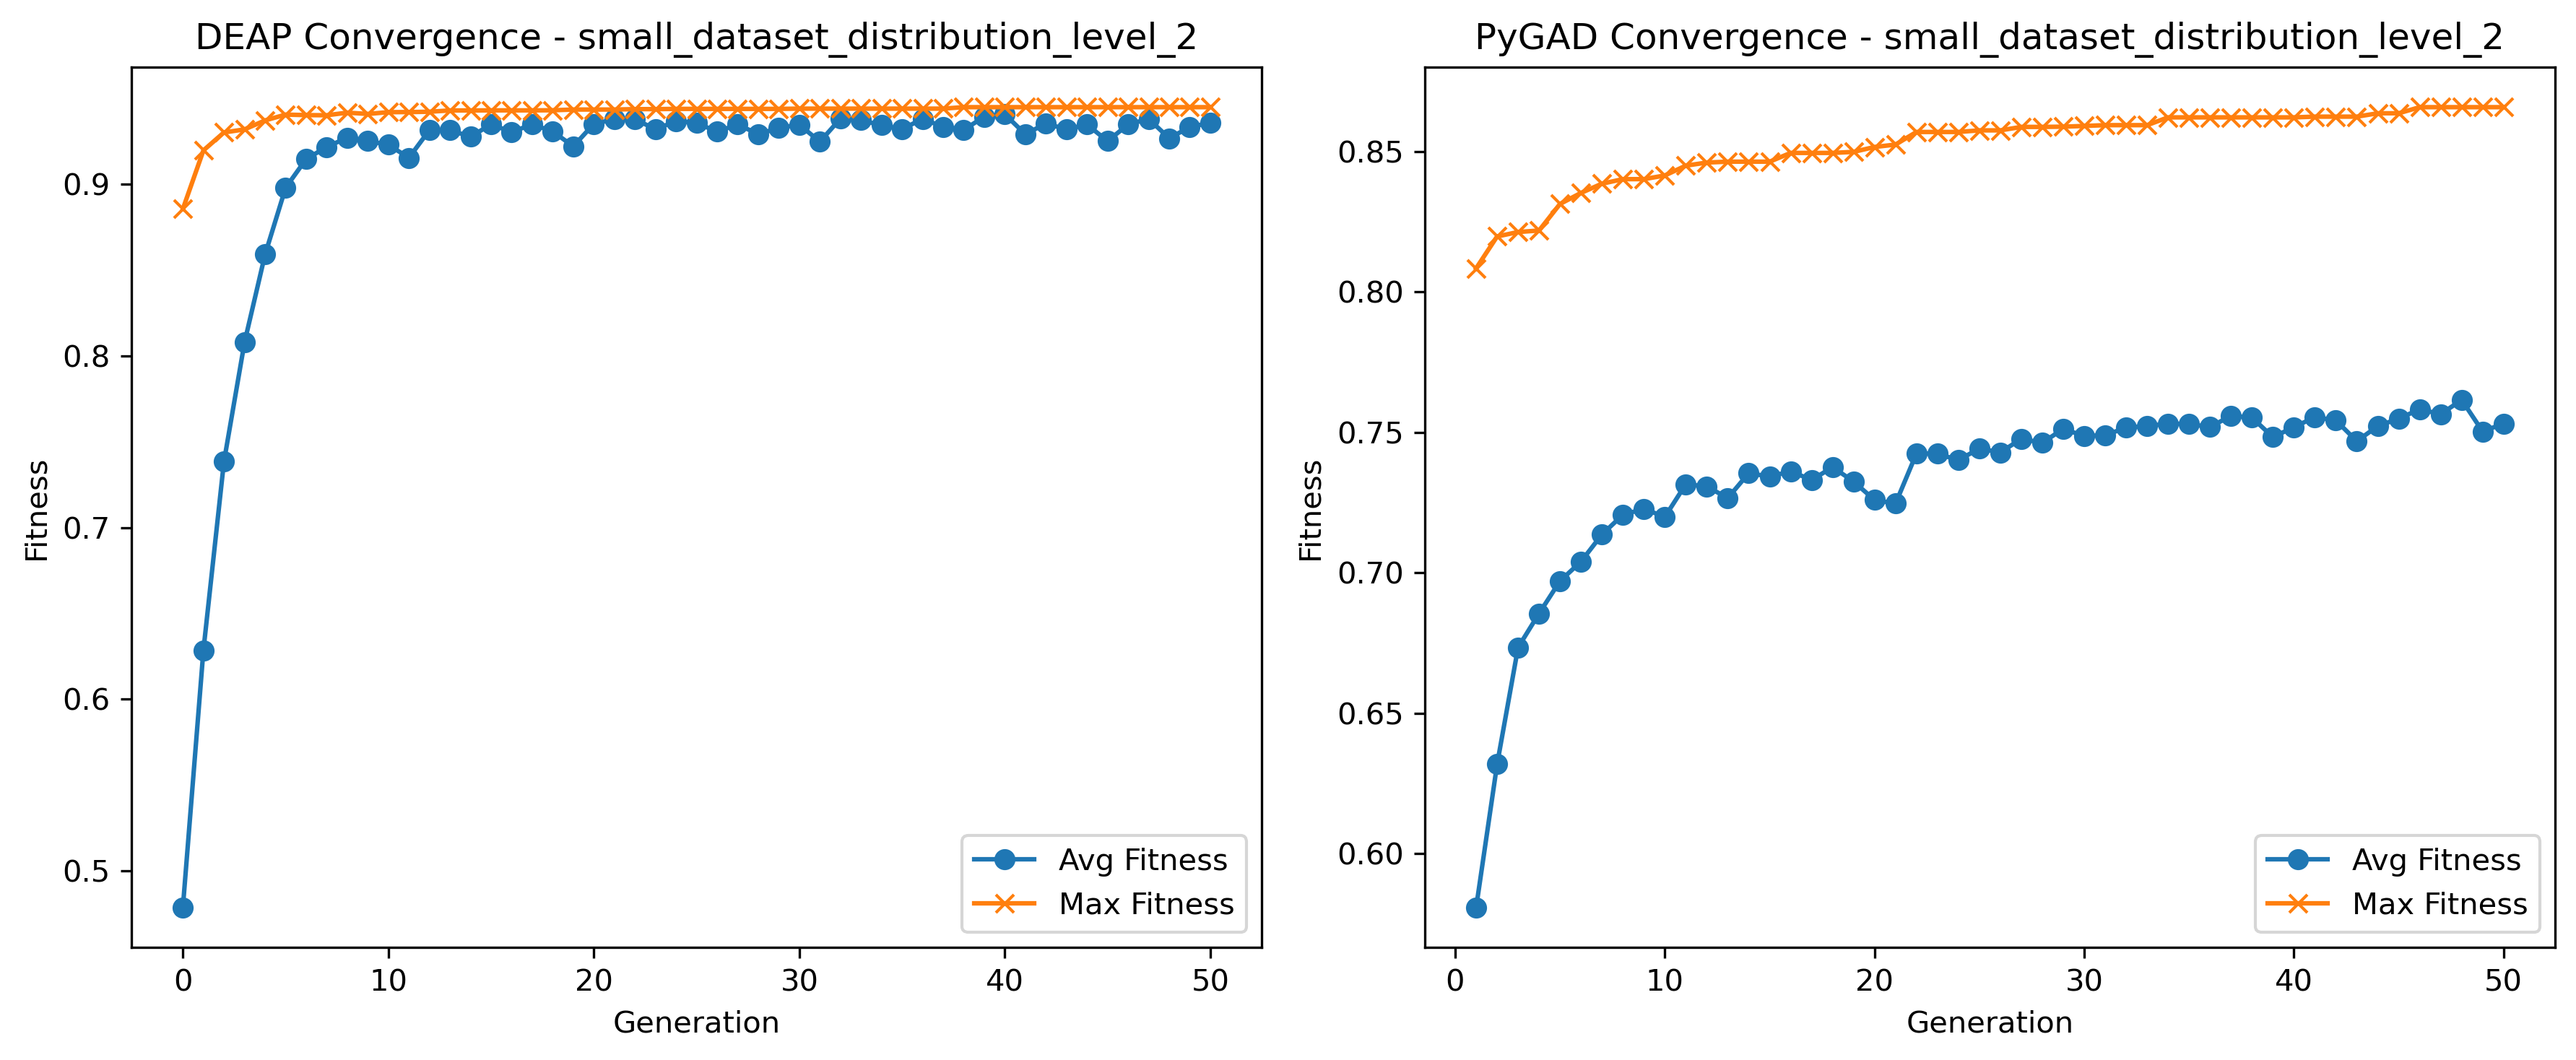 DEAP Convergence - small_dataset_distribution_level_2
0.9
0.8
0.7
0.6
0.5
Fitness
0
10
20
30
40
50
Generation
Avg Fitness
Max Fitness
PyGAD Convergence - small_dataset_distribution_level_2
0.85
0.80
0.75
0.70
0.65
0.60
Fitness
0
10
20
30
40
50
Generation
Avg Fitness
Max Fitness